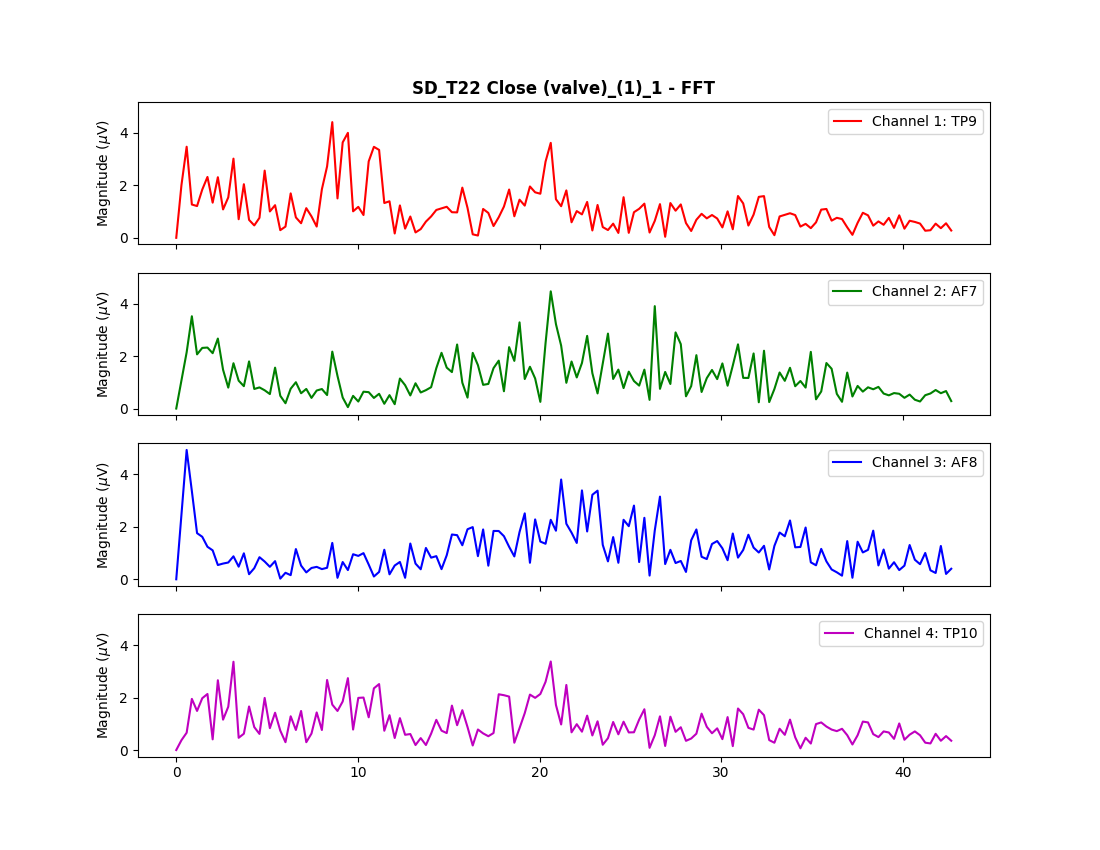 SD_T22 Close (valve)_(1)_1 - FFT
Magnitude (μV)
4
2
0
Channel 1: TP9
Magnitude (μV)
4
2
0
Channel 2: AF7
Magnitude (μV)
4
2
0
Channel 3: AF8
Magnitude (μV)
4
2
0
Channel 4: TP10
0 10 20 30 40